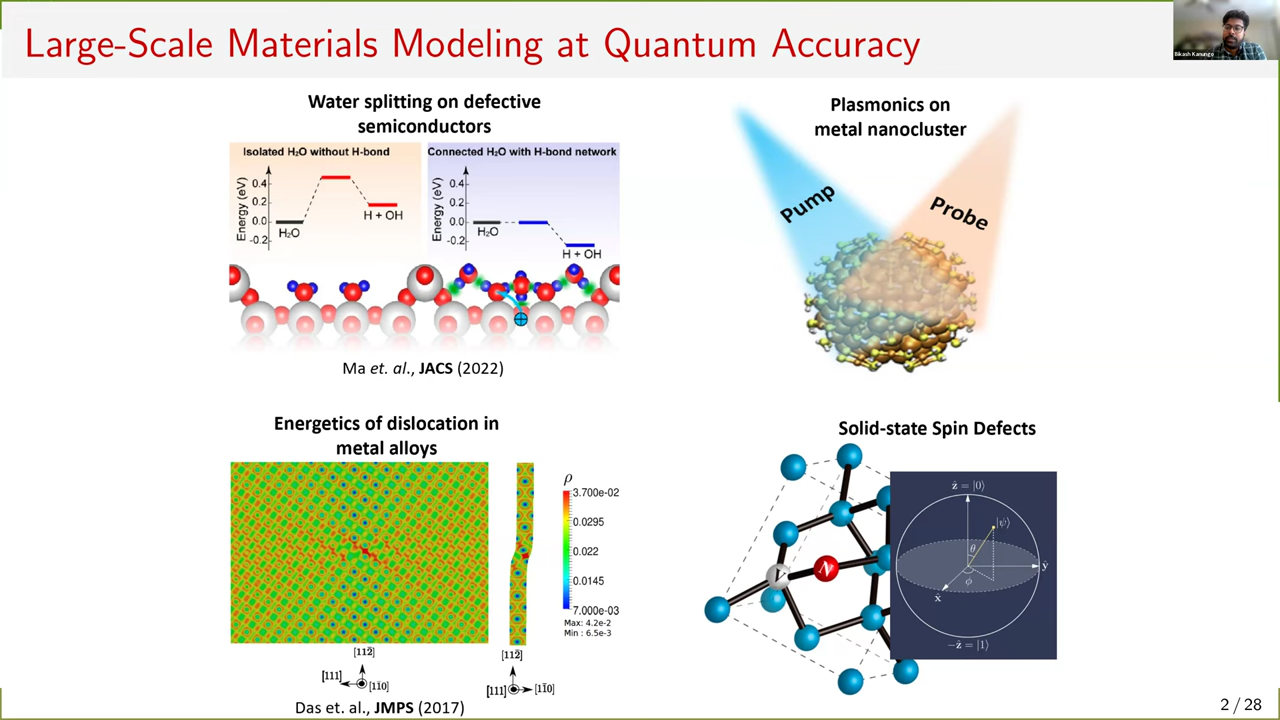 Large-Scale Materials Modeling at Quantum Accuracy
Bikash Kanungo
Water splitting on defective
semiconductors
Isolated H₂O without H-bond
Energy (eV)
0.4
0.2
0.0
-0.2
H₂O
H + OH
Connected H₂O with H-bond network
Energy (eV)
0.4
0.2
0.0
-0.2
H₂O
H + OH
Ma et. al., JACS (2022)
Plasmonics on
metal nanocluster
Pump
Probe
Energetics of dislocation in
metal alloys
ρ
3.700e-02
0.0295
0.022
0.0145
7.000e-03
Max: 4.2e-2
Min : 6.5e-3
[112̄]
[111]
[11̄0]
[112̄]
[111]
[11̄0]
Das et. al., JMPS (2017)
Solid-state Spin Defects
V
N
ẑ = |0⟩
|ψ⟩
θ
ŷ
ϕ
x̂
−ẑ = |1⟩
2 / 28